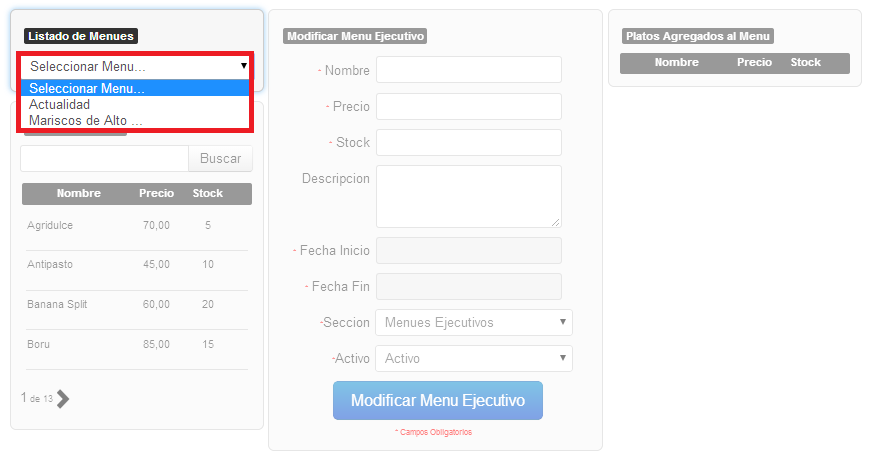 Listado de Menues
Seleccionar Menu...
Seleccionar Menu...
Actualidad
Mariscos de Alto ...
Buscar
Nombre Precio Stock
Agridulce 70,00 5
Antipasto 45,00 10
Banana Split 60,00 20
Boru 85,00 15
1 de 13
Modificar Menu Ejecutivo
- Nombre
- Precio
- Stock
Descripcion
- Fecha Inicio
- Fecha Fin
-Seccion Menues Ejecutivos
-Activo Activo
Modificar Menu Ejecutivo
* Campos Obligatorios
Platos Agregados al Menu
Nombre Precio Stock